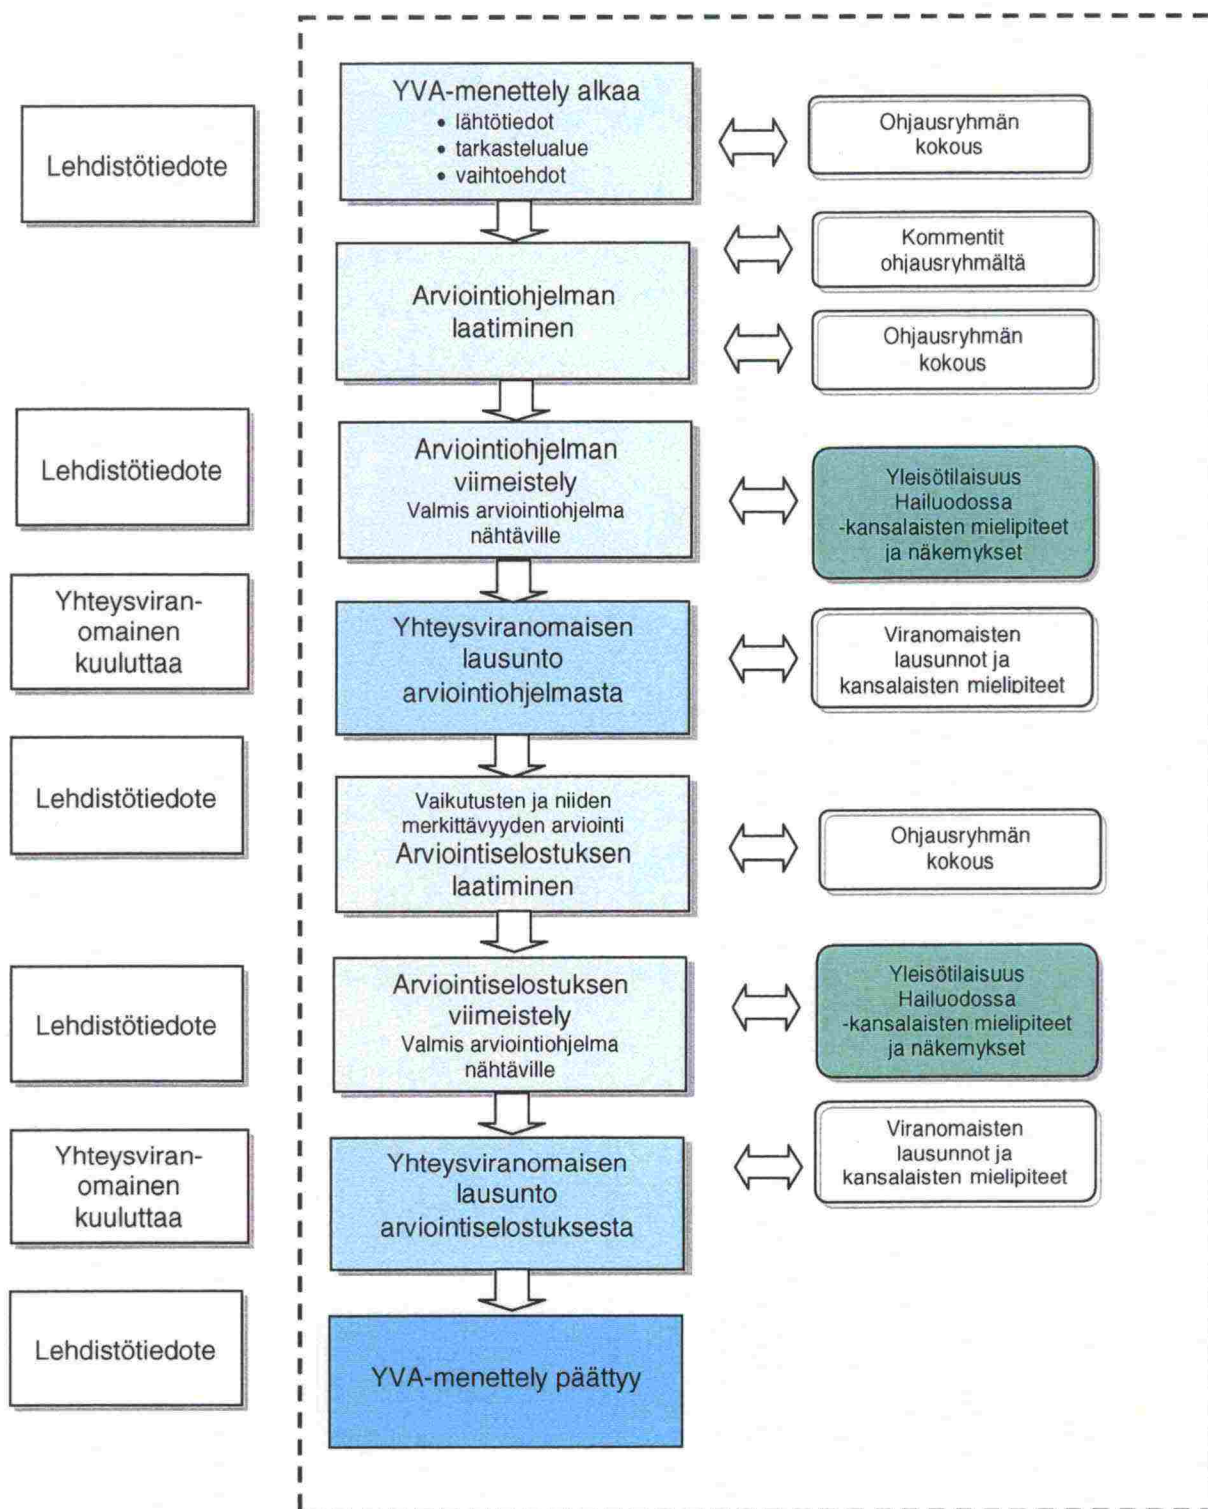 Lehdistötiedote
YVA-menettely alkaa
• lähtötiedot
• tarkastelualue
• vaihtoehdot
Ohjausryhmän
kokous
Kommentit
ohjausryhmältä
Arviointiohjelman
laatiminen
Ohjausryhmän
kokous
Lehdistötiedote
Arviointiohjelman
viimeistely
Valmis arviointiohjelma
nähtäville
Yleisötilaisuus
Hailuodossa
-kansalaisten mielipiteet
ja näkemykset
Yhteysviran-
omainen
kuuluttaa
Yhteysviranomaisen
lausunto
arviointiohjelmasta
Viranomaisten
lausunnot ja
kansalaisten mielipiteet
Lehdistötiedote
Vaikutusten ja niiden
merkittävyyden arviointi
Arviointiselostuksen
laatiminen
Ohjausryhmän
kokous
Lehdistötiedote
Arviointiselostuksen
viimeistely
Valmis arviointiohjelma
nähtäville
Yleisötilaisuus
Hailuodossa
-kansalaisten mielipiteet
ja näkemykset
Yhteysviran-
omainen
kuuluttaa
Yhteysviranomaisen
lausunto
arviointiselostuksesta
Viranomaisten
lausunnot ja
kansalaisten mielipiteet
Lehdistötiedote
YVA-menettely päättyy